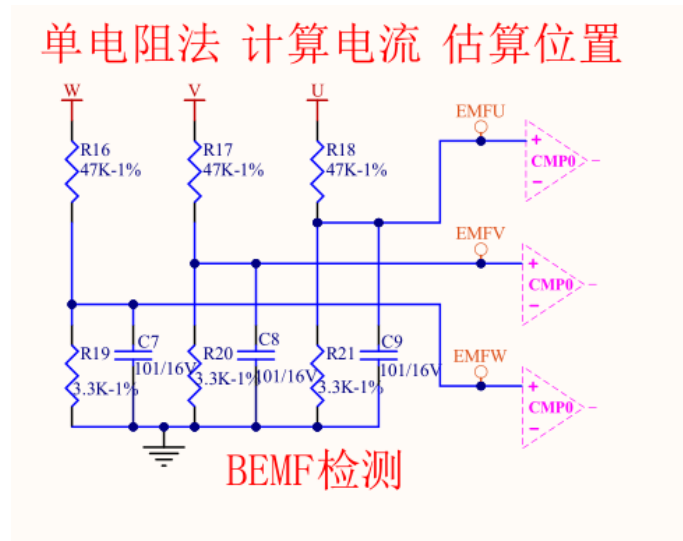 单电阻法 计算电流 估算位置
W V U
EMFU
R16 R17 R18
47K-1% 47K-1% 47K-1%
+
CMP0
−
EMFV
+
CMP0
−
C7 C8 C9
R19 R20 R21
101/16V 101/16V 101/16V
3.3K-1% 3.3K-1% 3.3K-1%
EMFW
+
CMP0
−
BEMF检测